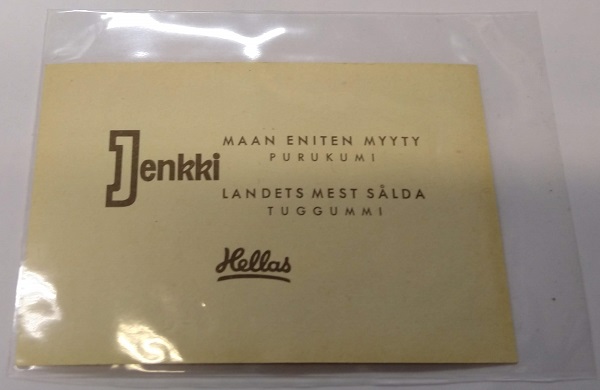 Jenkki
MAAN ENITEN MYYTY
PURUKUMI
LANDETS MEST SÅLDA
TUGGUMMI
Hellas